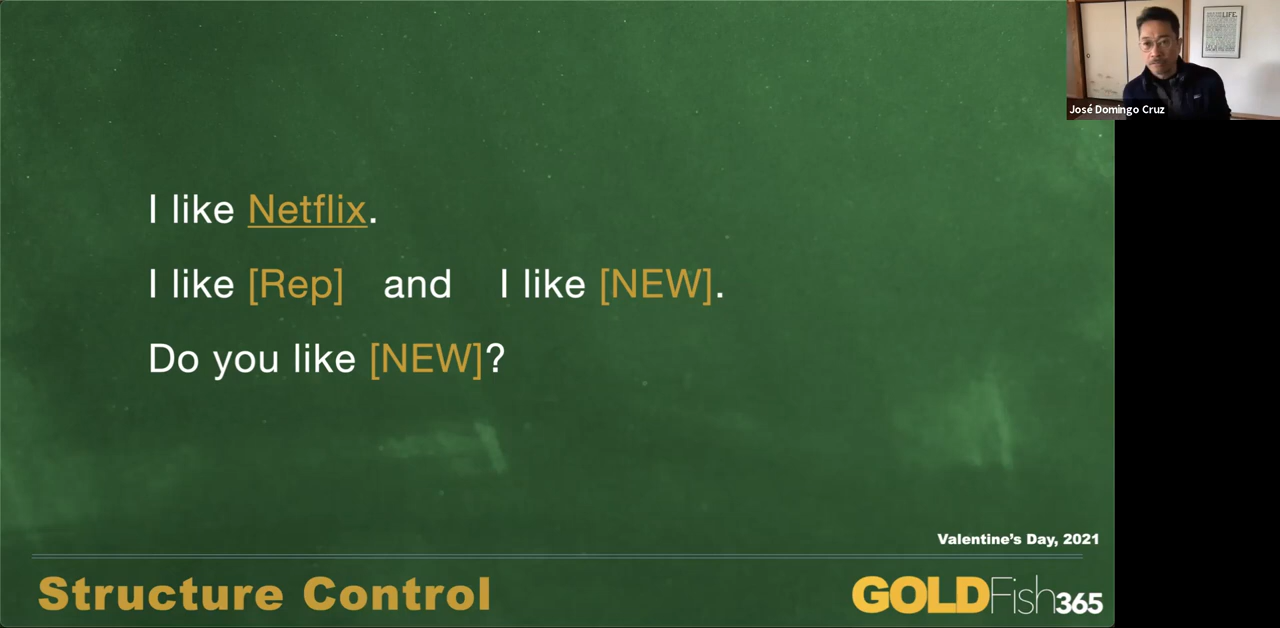 José Domingo Cruz
I like Netflix.
I like [Rep] and I like [NEW].
Do you like [NEW]?
Valentine's Day, 2021
Structure Control
GOLDFish365